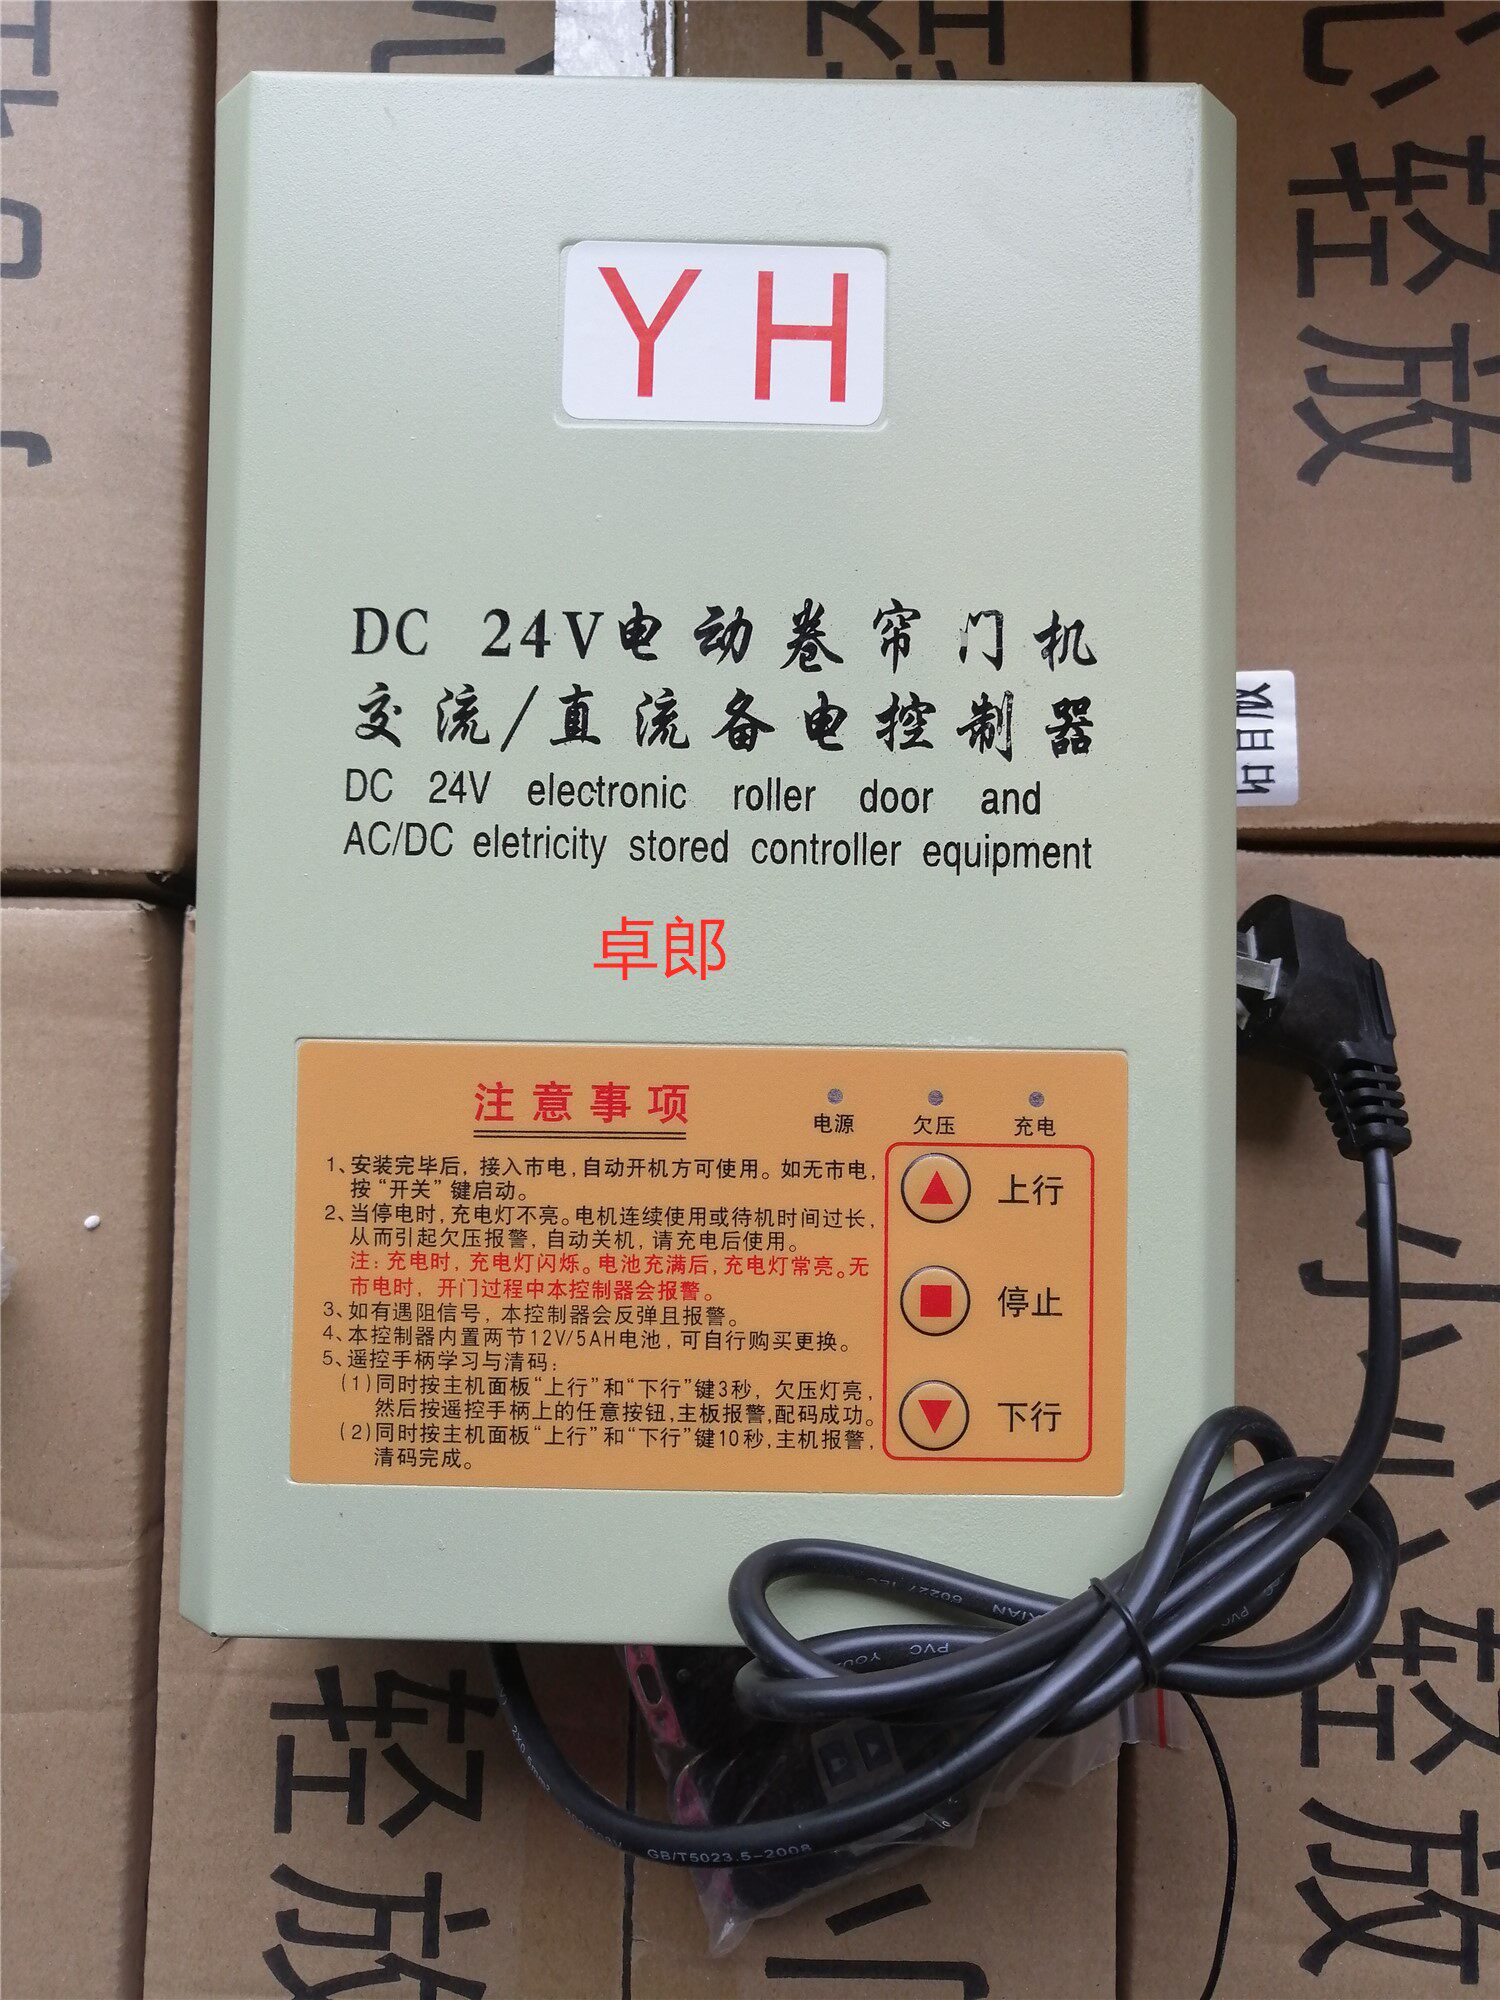 YH
DC 24V电动卷帘门机
交流/直流备电控制器
DC 24V electronic roller door and
AC/DC eletricity stored controller equipment
卓郎
注意事项
电源 欠压 充电
1、安装完毕后，接入市电，自动开机方可使用。如无市电，
按“开关”键启动。
2、当停电时，充电灯不亮。电机连续使用或待机时间过长，
从而引起欠压报警，自动关机，请充电后使用。
注：充电时，充电灯闪烁。电池充满后，充电灯常亮。无
市电时，开门过程中本控制器会报警。
3、如有遇阻信号，本控制器会反弹且报警。
4、本控制器内置两节12V/5AH电池，可自行购买更换。
5、遥控手柄学习与清码：
(1)同时按主机面板“上行”和“下行”键3秒，欠压灯亮，
然后按遥控手柄上的任意按钮，主板报警，配码成功。
(2)同时按主机面板“上行”和“下行”键10秒，主机报警，
清码完成。
上行
停止
下行
GB/T5023.5-2008
PVC
小心轻放
轻放
小心轻放